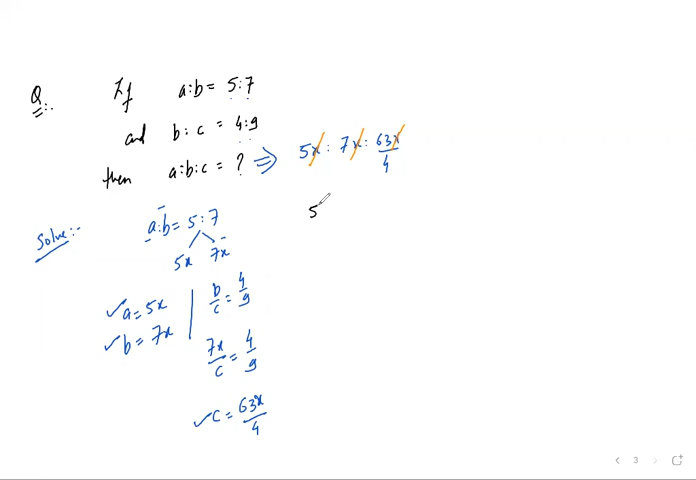 Q:. If a:b = 5:7
and b:c = 4:9
then a:b:c = ? ⇒ 5x : 7x : 63x/4
5
Solve:- a:b = 5:7
5x 7x
✓a = 5x
✓b = 7x
b/c = 4/9
7x/c = 4/9
✓c = 63x/4
3